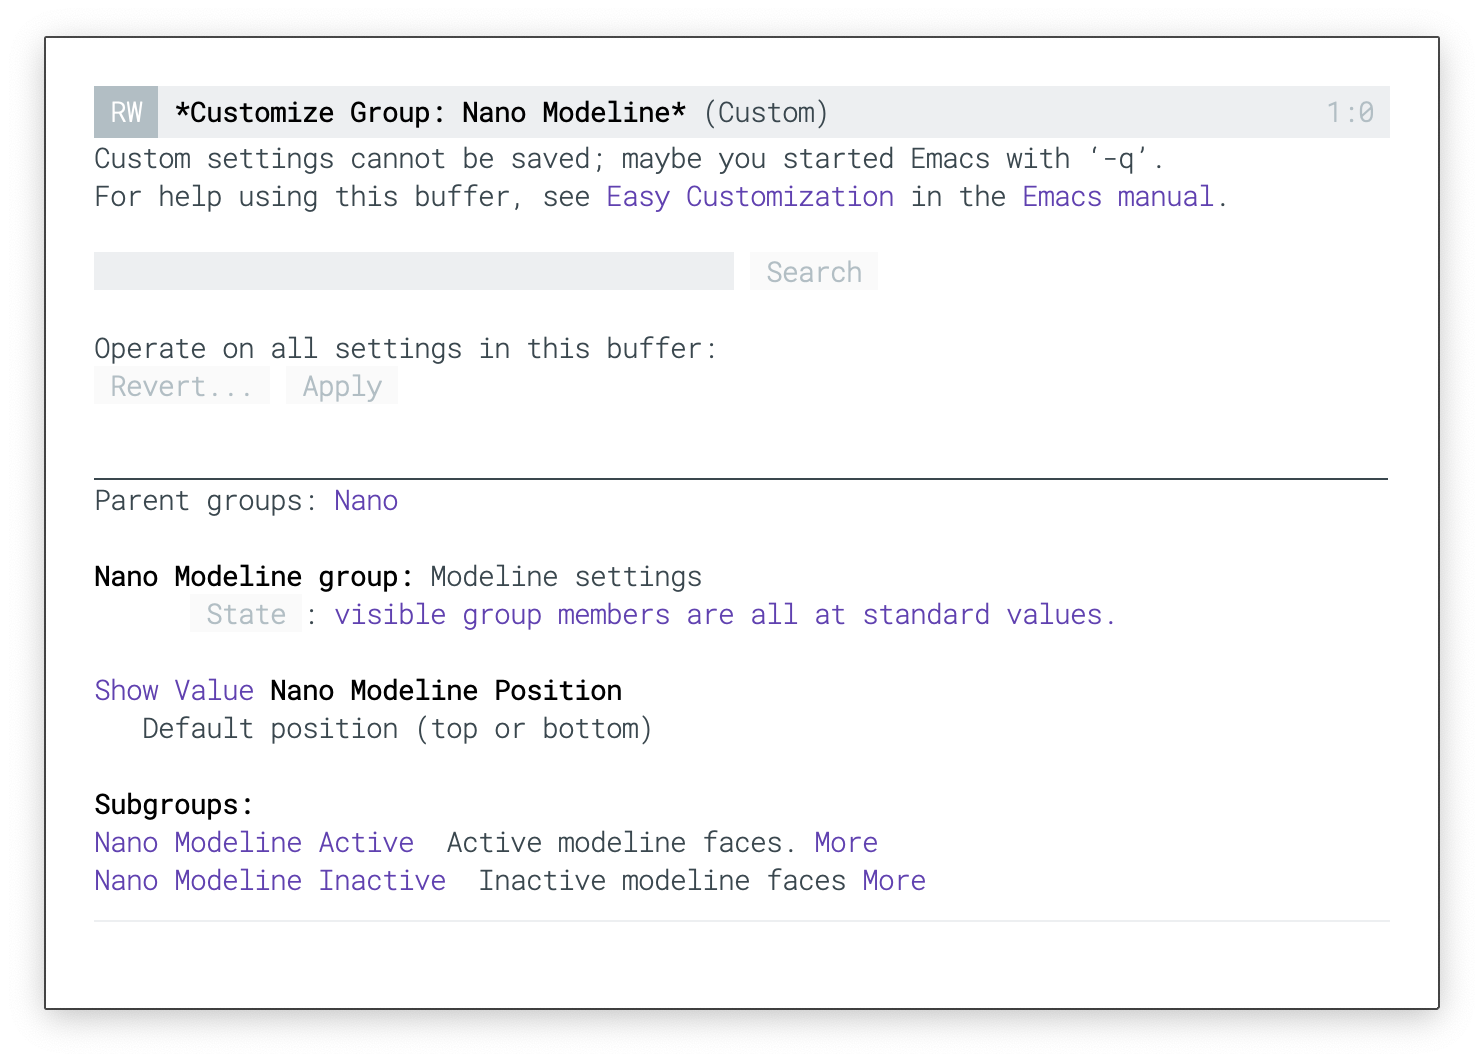 RW *Customize Group: Nano Modeline* (Custom) 1:0
Custom settings cannot be saved; maybe you started Emacs with ‘-q’.
For help using this buffer, see Easy Customization in the Emacs manual.
Search
Operate on all settings in this buffer:
Revert... Apply
Parent groups: Nano
Nano Modeline group: Modeline settings
State : visible group members are all at standard values.
Show Value Nano Modeline Position
Default position (top or bottom)
Subgroups:
Nano Modeline Active Active modeline faces. More
Nano Modeline Inactive Inactive modeline faces More